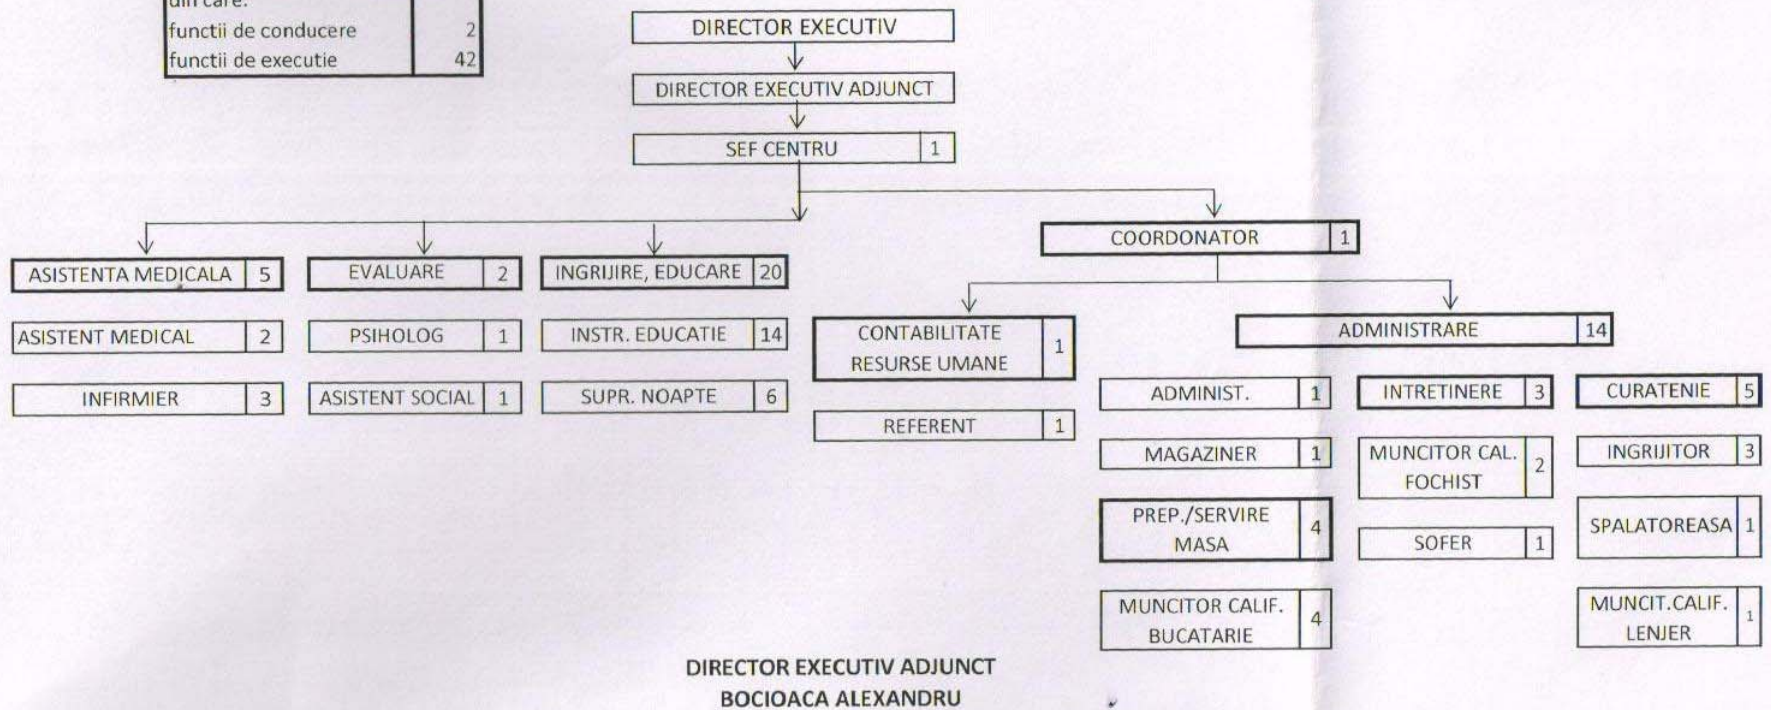 din care:
functii de conducere 2
functii de executie 42
DIRECTOR EXECUTIV
DIRECTOR EXECUTIV ADJUNCT
SEF CENTRU 1
COORDONATOR 1
ASISTENTA MEDICALA 5
EVALUARE 2
INGRIJIRE, EDUCARE 20
ASISTENT MEDICAL 2
PSIHOLOG 1
INSTR. EDUCATIE 14
INFIRMIER 3
ASISTENT SOCIAL 1
SUPR. NOAPTE 6
CONTABILITATE
RESURSE UMANE 1
REFERENT 1
ADMINISTRARE 14
ADMINIST. 1
MAGAZINER 1
PREP./SERVIRE
MASA 4
MUNCITOR CALIF.
BUCATARIE 4
INTRETINERE 3
MUNCITOR CAL.
FOCHIST 2
SOFER 1
CURATENIE 5
INGRIJITOR 3
SPALATOREASA 1
MUNCIT.CALIF.
LENJER 1
DIRECTOR EXECUTIV ADJUNCT
BOCIOACA ALEXANDRU